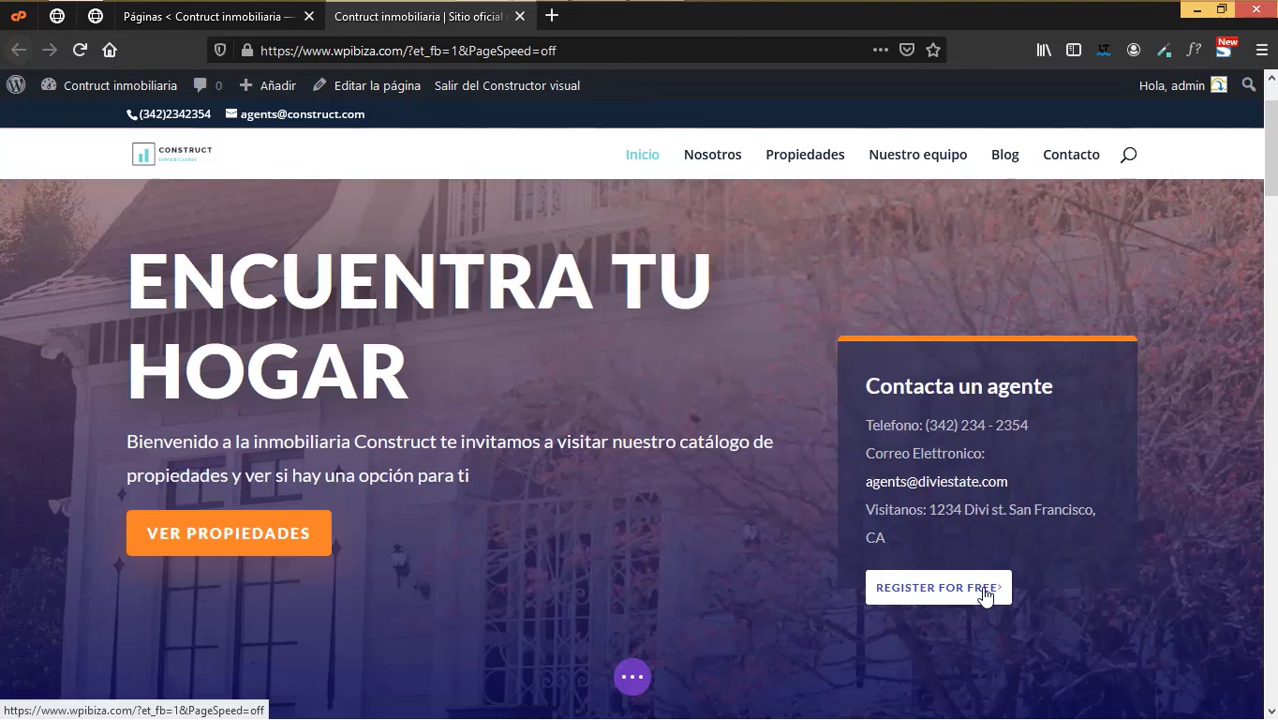 Páginas < Contruct inmobiliaria —
Contruct inmobiliaria | Sitio oficial
https://www.wpibiza.com/?et_fb=1&PageSpeed=off
New
Contruct inmobiliaria
0
Añadir
Editar la página
Salir del Constructor visual
Hola, admin
(342)2342354
agents@construct.com
CONSTRUCT
INMOBILIARIA
Inicio
Nosotros
Propiedades
Nuestro equipo
Blog
Contacto
ENCUENTRA TU
HOGAR
Bienvenido a la inmobiliaria Construct te invitamos a visitar nuestro catálogo de
propiedades y ver si hay una opción para ti
VER PROPIEDADES
Contacta un agente
Telefono: (342) 234 - 2354
Correo Elettronico:
agents@diviestate.com
Visitanos: 1234 Divi st. San Francisco,
CA
REGISTER FOR FREE
https://www.wpibiza.com/?et_fb=1&PageSpeed=off